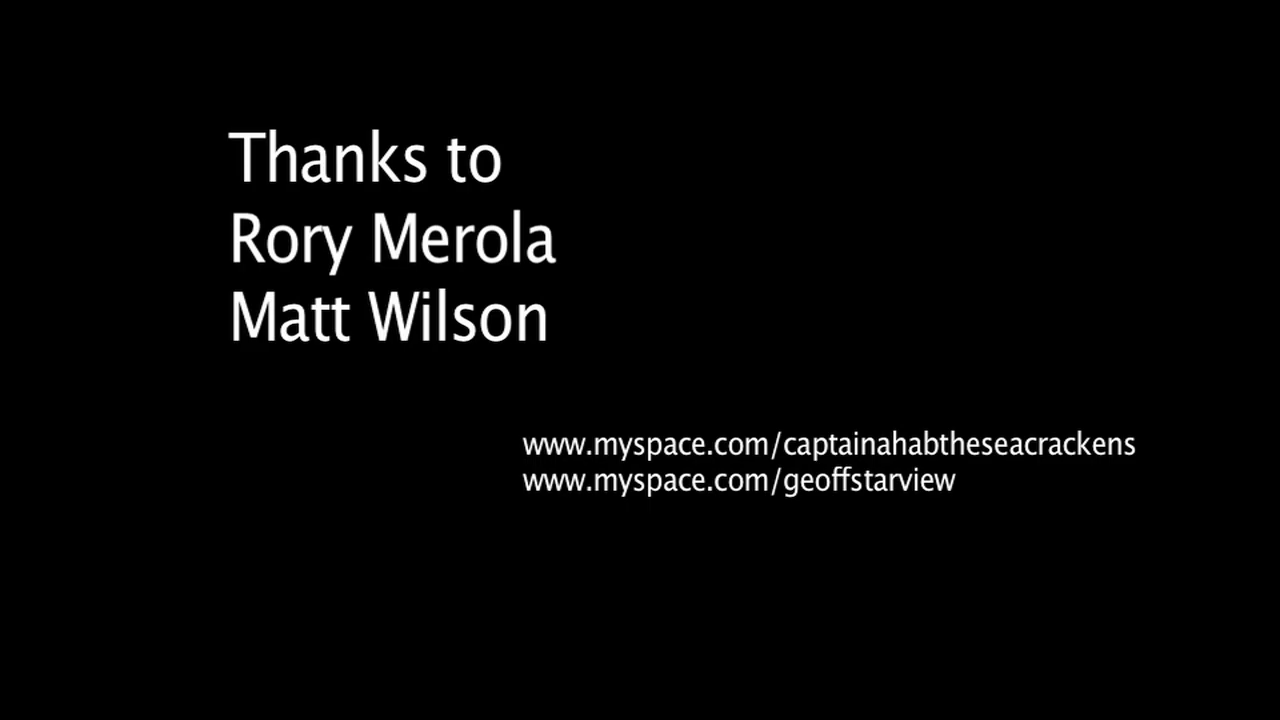 Thanks to
Rory Merola
Matt Wilson
www.myspace.com/captainahabtheseacrackens
www.myspace.com/geoffstarview